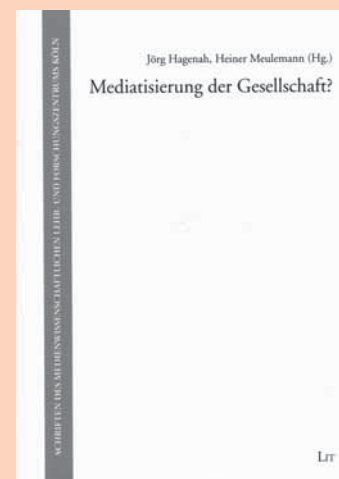 Jörg Hagenah, Heiner Meulemann (Hg.)
Mediatisierung der Gesellschaft?
SCHRIFTEN DES MEDIENWISSENSCHAFTLICHEN LEHR- UND FORSCHUNGSZENTRUMS KÖLN
LIT